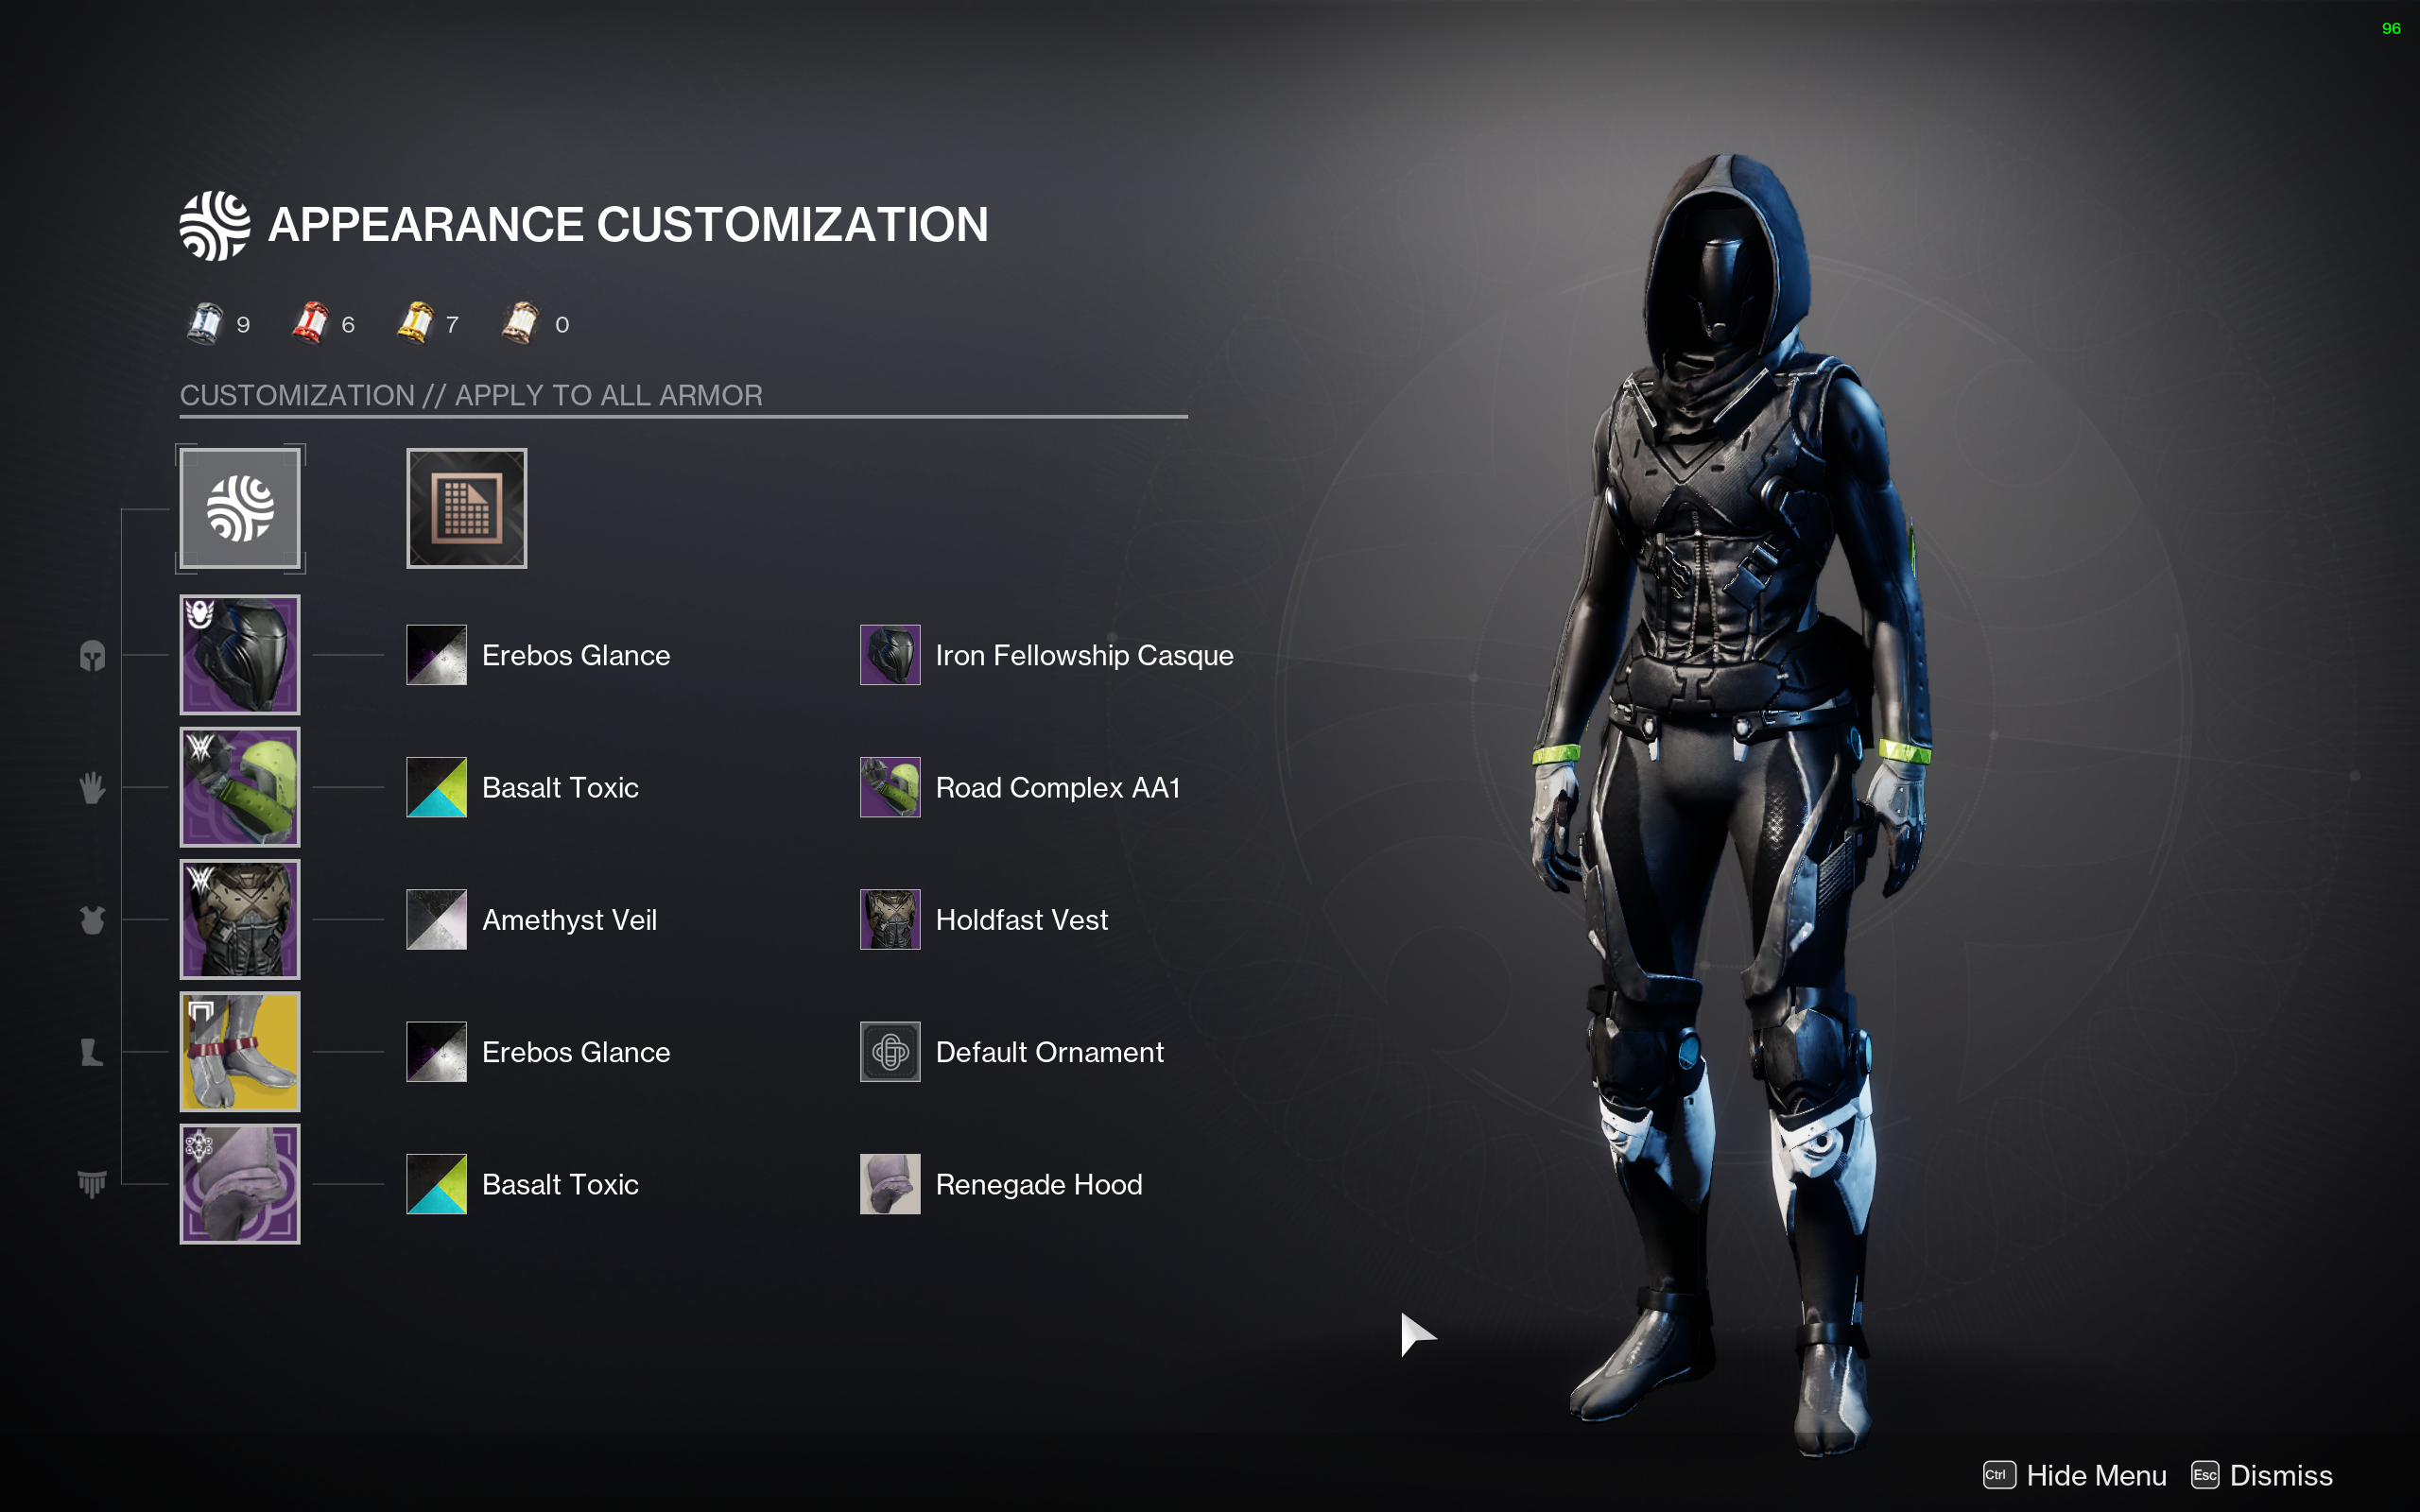 96
APPEARANCE CUSTOMIZATION
9 6 7 0
CUSTOMIZATION // APPLY TO ALL ARMOR
Erebos Glance Iron Fellowship Casque
Basalt Toxic Road Complex AA1
Amethyst Veil Holdfast Vest
Erebos Glance Default Ornament
Basalt Toxic Renegade Hood
Ctrl Hide Menu Esc Dismiss